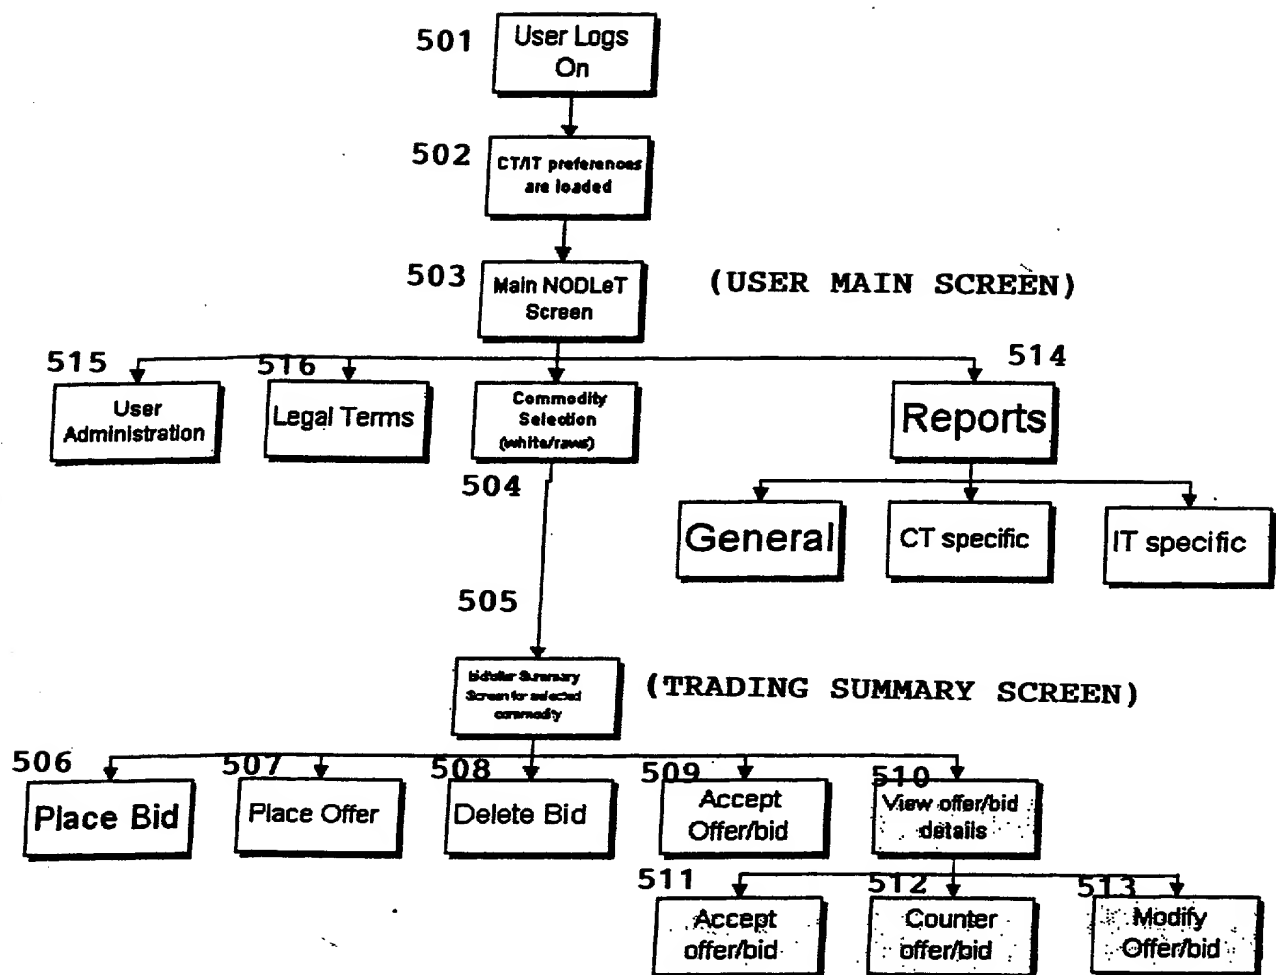 501
User Logs
On
502
CT/IT preferences
are loaded
503
Main NODLeT
Screen
(USER MAIN SCREEN)
515
User
Administration
516
Legal Terms
Commodity
Selection
(white/raws)
504
514
Reports
General
CT specific
IT specific
505
Summary
Screen for selected
commodity
(TRADING SUMMARY SCREEN)
506
Place Bid
507
Place Offer
508
Delete Bid
509
Accept
Offer/bid
510
View offer/bid
details
511
Accept
offer/bid
512
Counter
offer/bid
513
Modify
Offer/bid